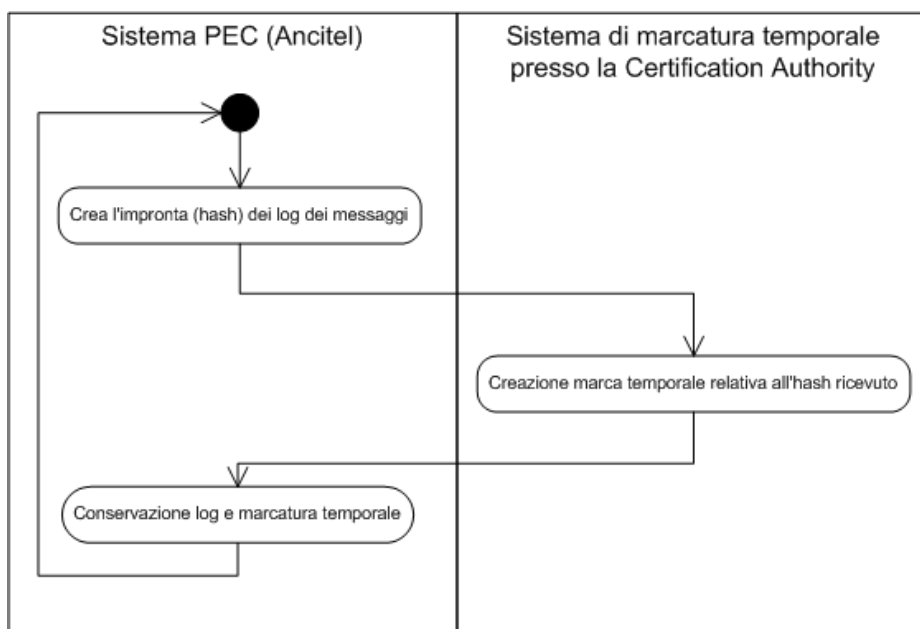 Sistema PEC (Ancitel)
Sistema di marcatura temporale
presso la Certification Authority
Crea l'impronta (hash) dei log dei messaggi
Creazione marca temporale relativa all'hash ricevuto
Conservazione log e marcatura temporale